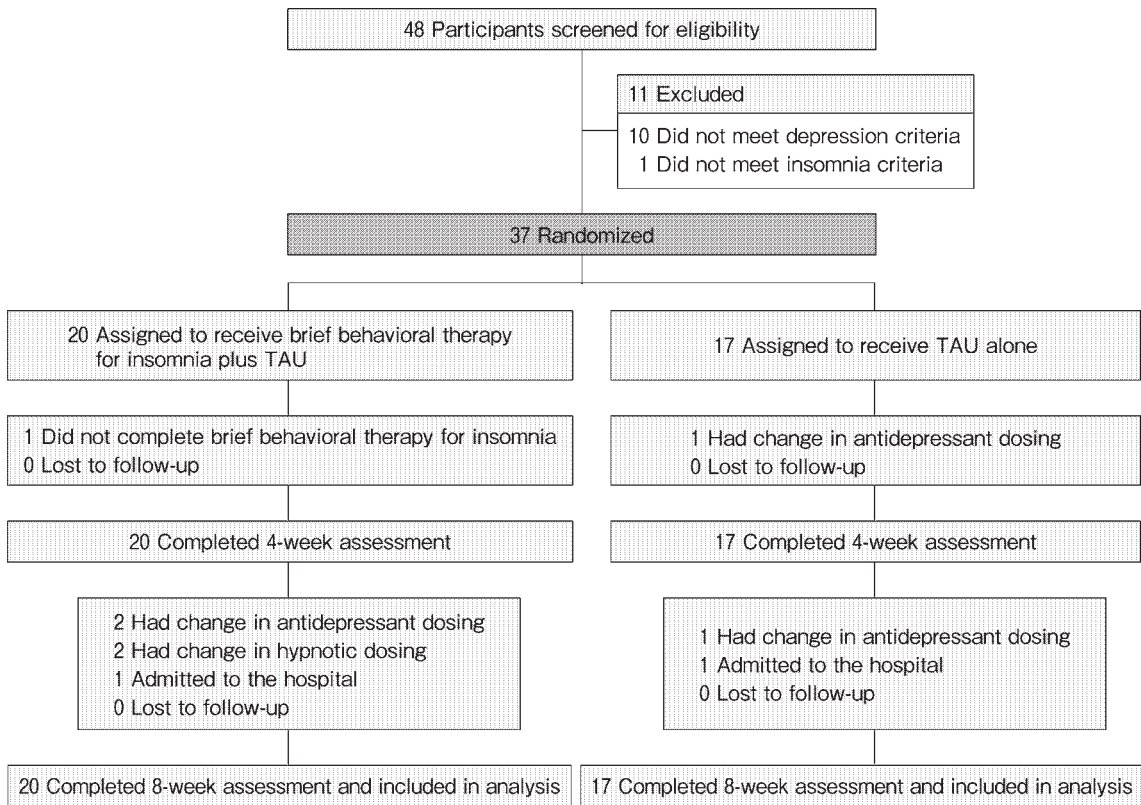 48 Participants screened for eligibility
11 Excluded
10 Did not meet depression criteria
1 Did not meet insomnia criteria
37 Randomized
20 Assigned to receive brief behavioral therapy
for insomnia plus TAU
17 Assigned to receive TAU alone
1 Did not complete brief behavioral therapy for insomnia
0 Lost to follow-up
1 Had change in antidepressant dosing
0 Lost to follow-up
20 Completed 4-week assessment
17 Completed 4-week assessment
2 Had change in antidepressant dosing
2 Had change in hypnotic dosing
1 Admitted to the hospital
0 Lost to follow-up
1 Had change in antidepressant dosing
1 Admitted to the hospital
0 Lost to follow-up
20 Completed 8-week assessment and included in analysis
17 Completed 8-week assessment and included in analysis